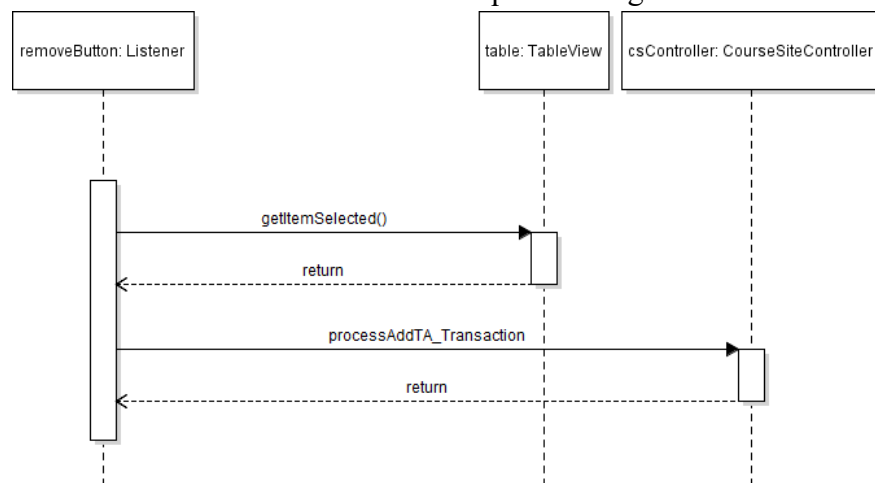 removeButton: Listener
table: TableView
csController: CourseSiteController
getItemSelected()
return
processAddTA_Transaction
return